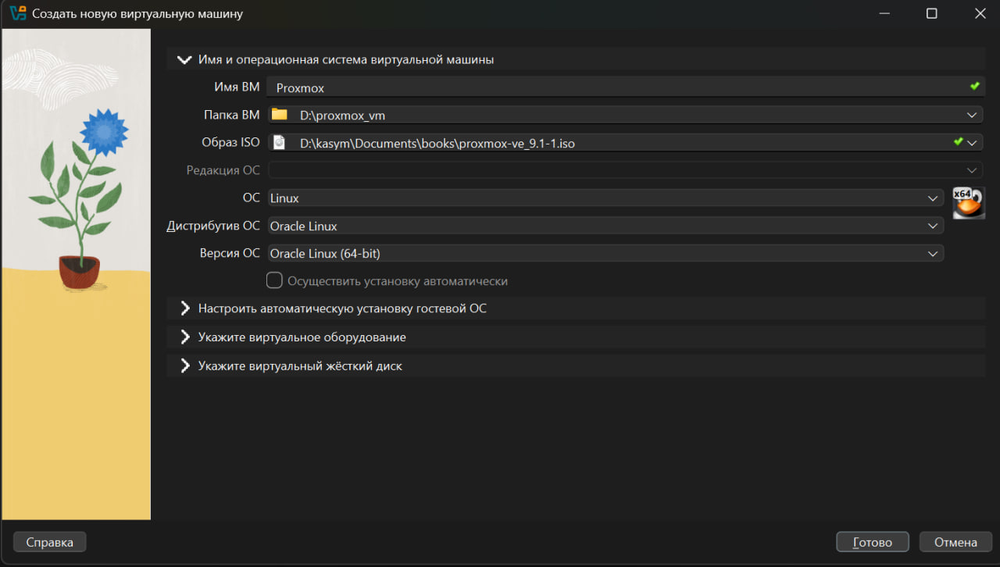 Создать новую виртуальную машину
Имя и операционная система виртуальной машины
Имя ВМ Proxmox
Папка ВМ D:\proxmox_vm
Образ ISO D:\kasym\Documents\books\proxmox-ve_9.1-1.iso
Редакция ОС
ОС Linux x64
Дистрибутив ОС Oracle Linux
Версия ОС Oracle Linux (64-bit)
Осуществить установку автоматически
Настроить автоматическую установку гостевой ОС
Укажите виртуальное оборудование
Укажите виртуальный жёсткий диск
Справка Готово Отмена